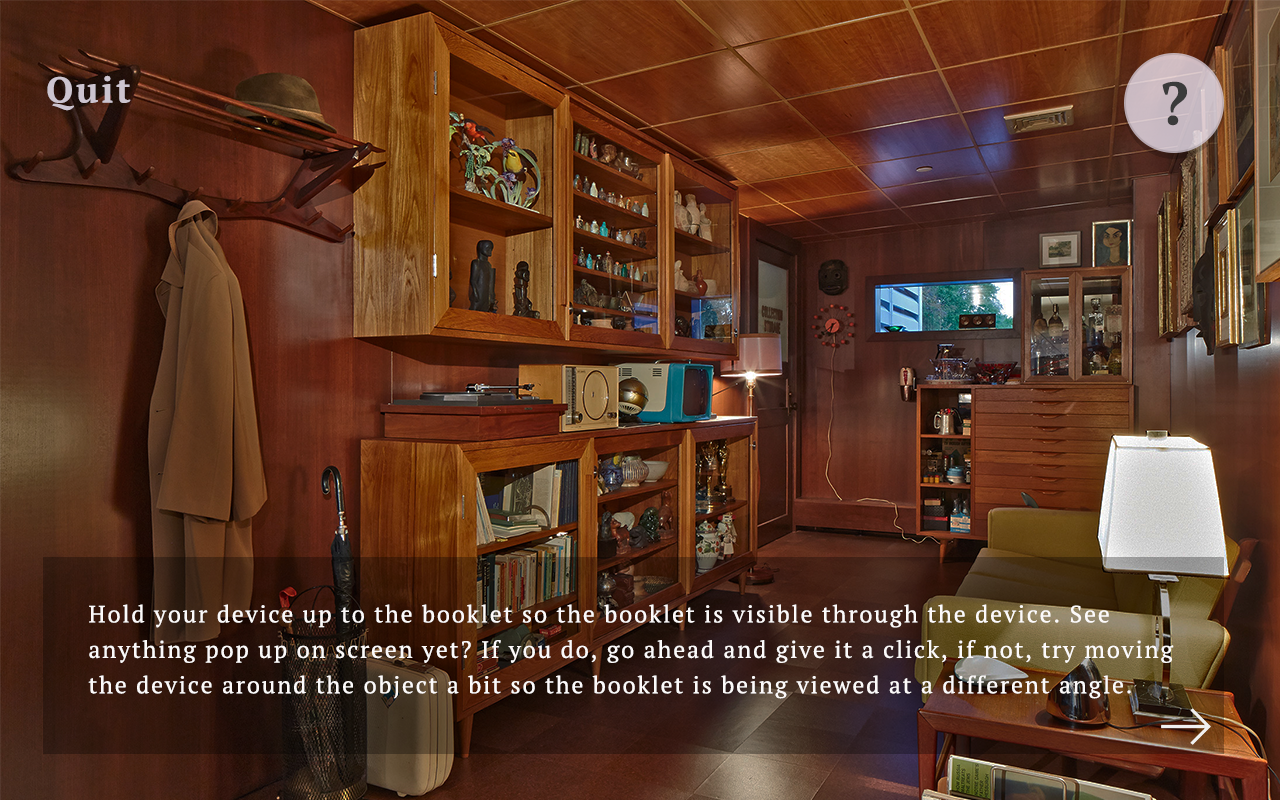 Quit
?
COLLECTION
STORAGE
Hold your device up to the booklet so the booklet is visible through the device. See
anything pop up on screen yet? If you do, go ahead and give it a click, if not, try moving
the device around the object a bit so the booklet is being viewed at a different angle.